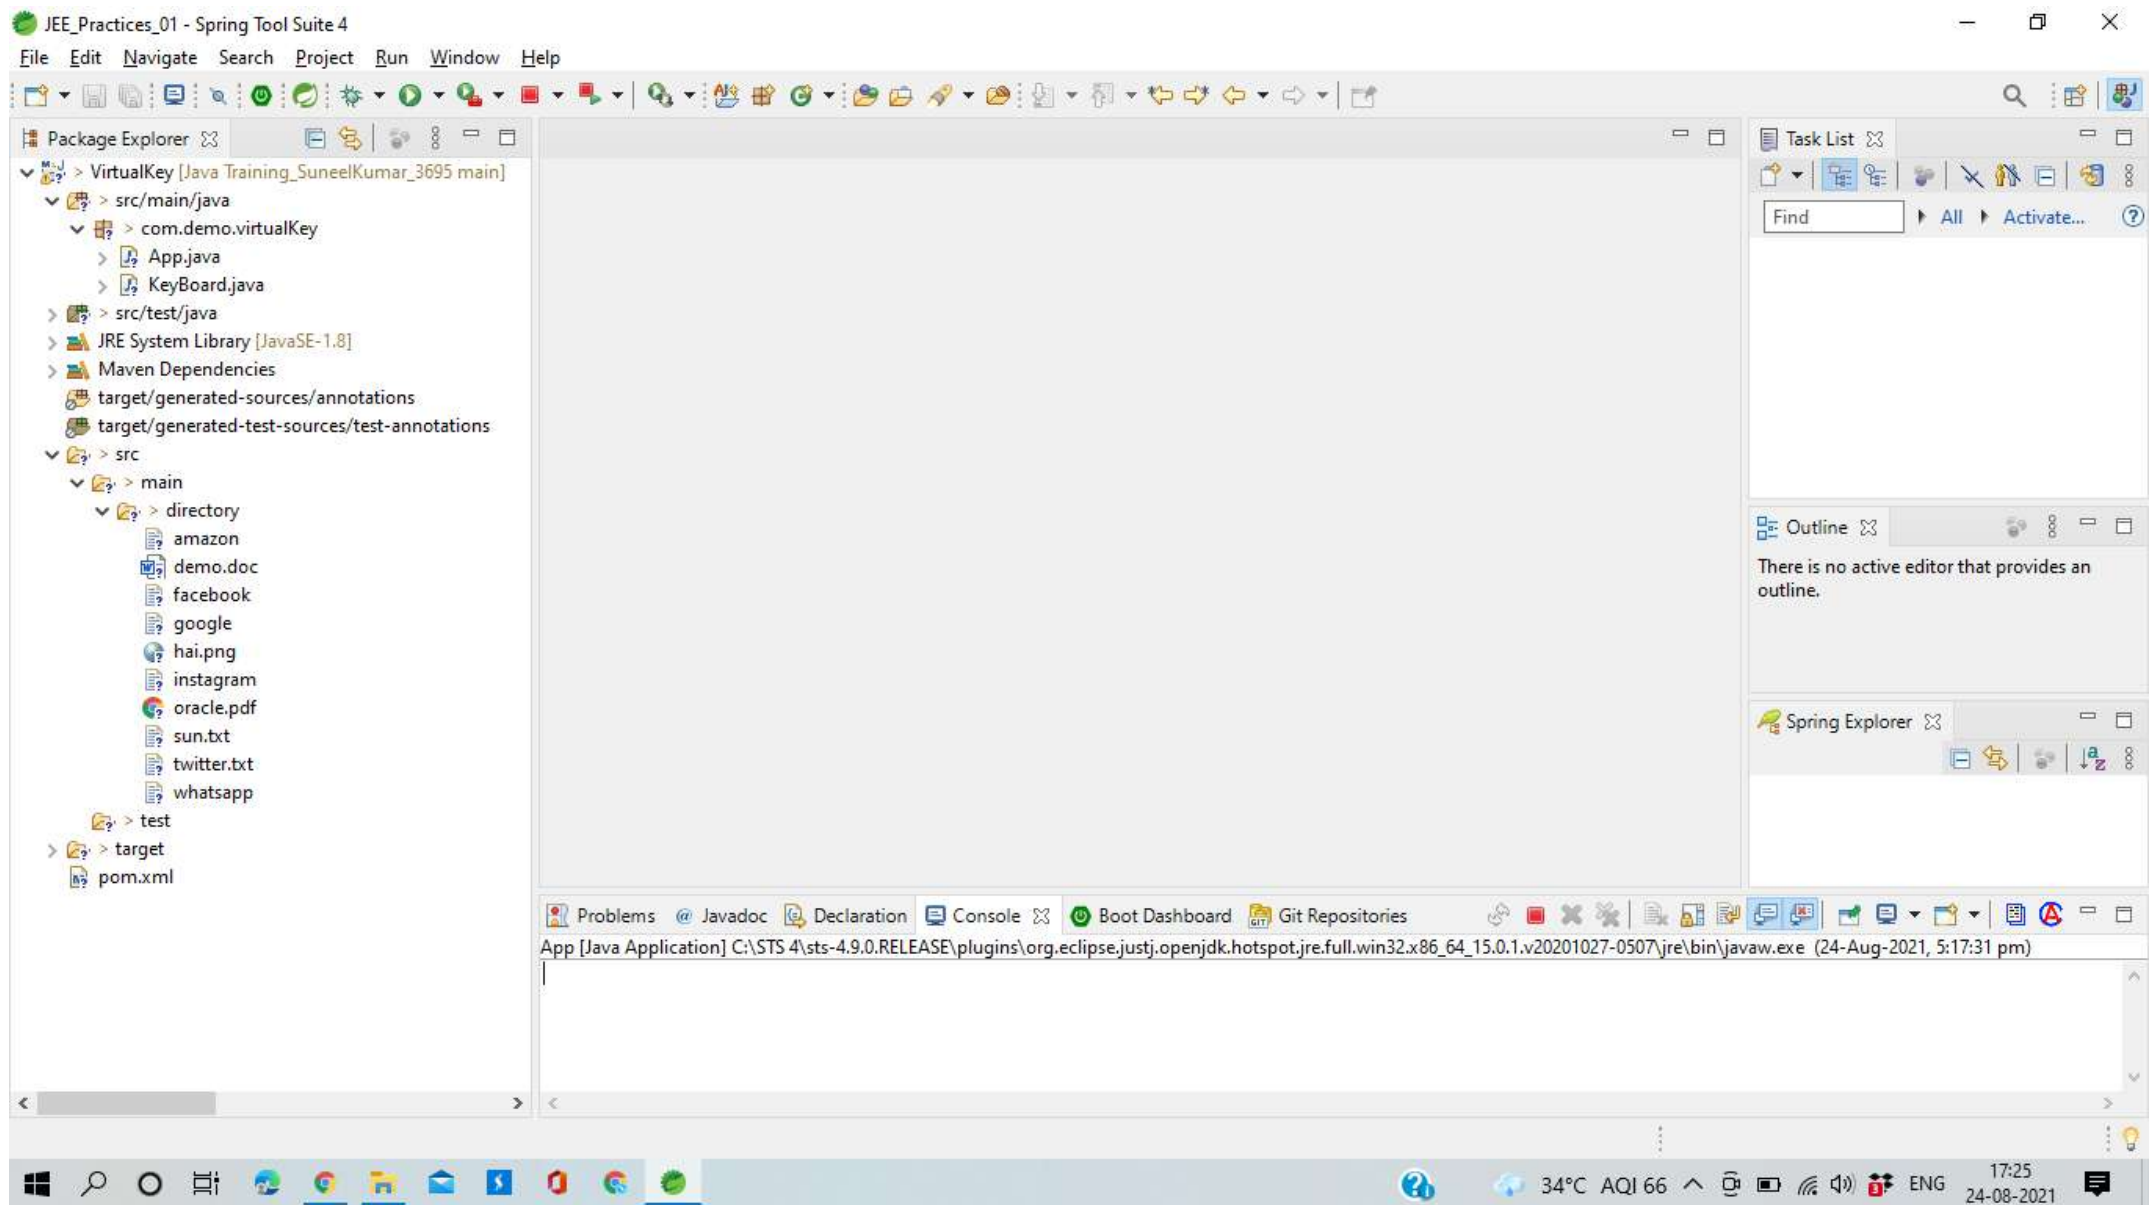 JEE_Practices_01 - Spring Tool Suite 4
File Edit Navigate Search Project Run Window Help
Package Explorer
> VirtualKey [Java Training_SuneelKumar_3695 main]
> src/main/java
> com.demo.virtualKey
App.java
KeyBoard.java
> src/test/java
JRE System Library [JavaSE-1.8]
Maven Dependencies
target/generated-sources/annotations
target/generated-test-sources/test-annotations
> src
> main
> directory
amazon
demo.doc
facebook
google
hai.png
instagram
oracle.pdf
sun.txt
twitter.txt
whatsapp
> test
> target
pom.xml
Task List
Find All Activate...
Outline
There is no active editor that provides an
outline.
Spring Explorer
Problems @ Javadoc Declaration Console Boot Dashboard Git Repositories
App [Java Application] C:\STS 4\sts-4.9.0.RELEASE\plugins\org.eclipse.justj.openjdk.hotspot.jre.full.win32.x86_64_15.0.1.v20201027-0507\jre\bin\javaw.exe (24-Aug-2021, 5:17:31 pm)
34°C AQI 66 ENG 17:25
24-08-2021